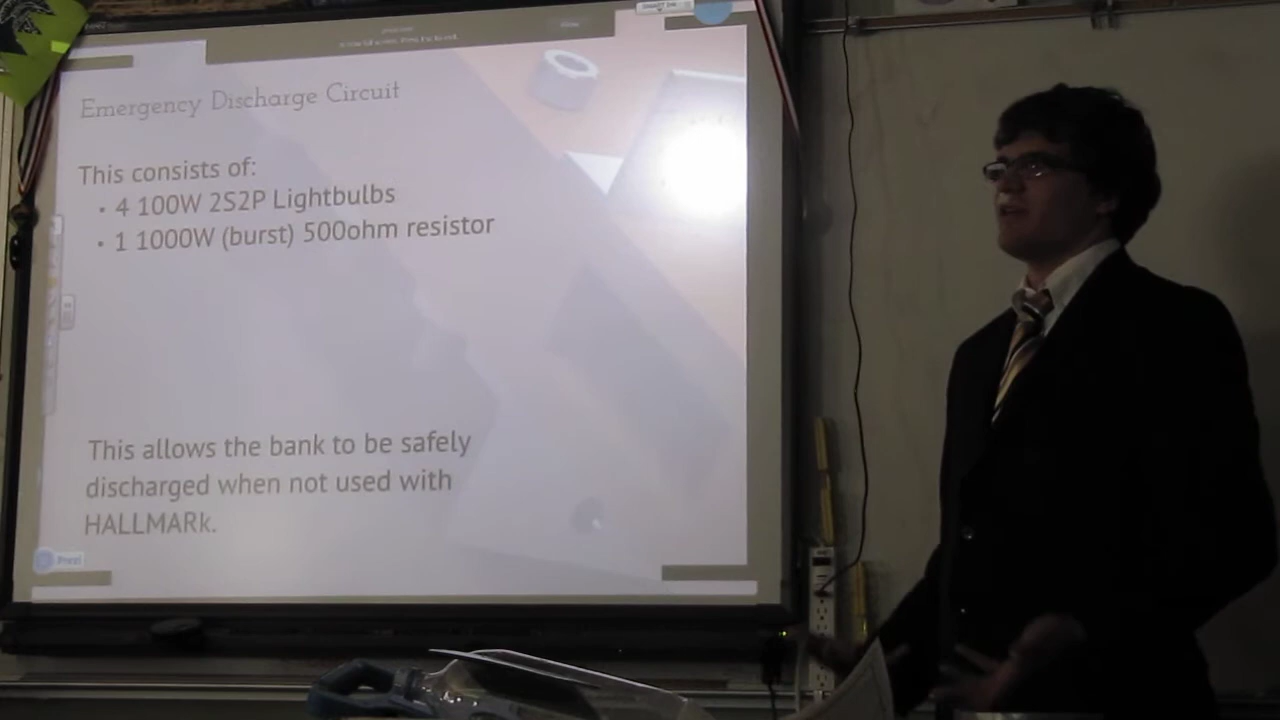 Emergency Discharge Circuit
This consists of:
• 4 100W 2S2P Lightbulbs
• 1 1000W (burst) 500ohm resistor
This allows the bank to be safely
discharged when not used with
HALLMARk.
Prezi